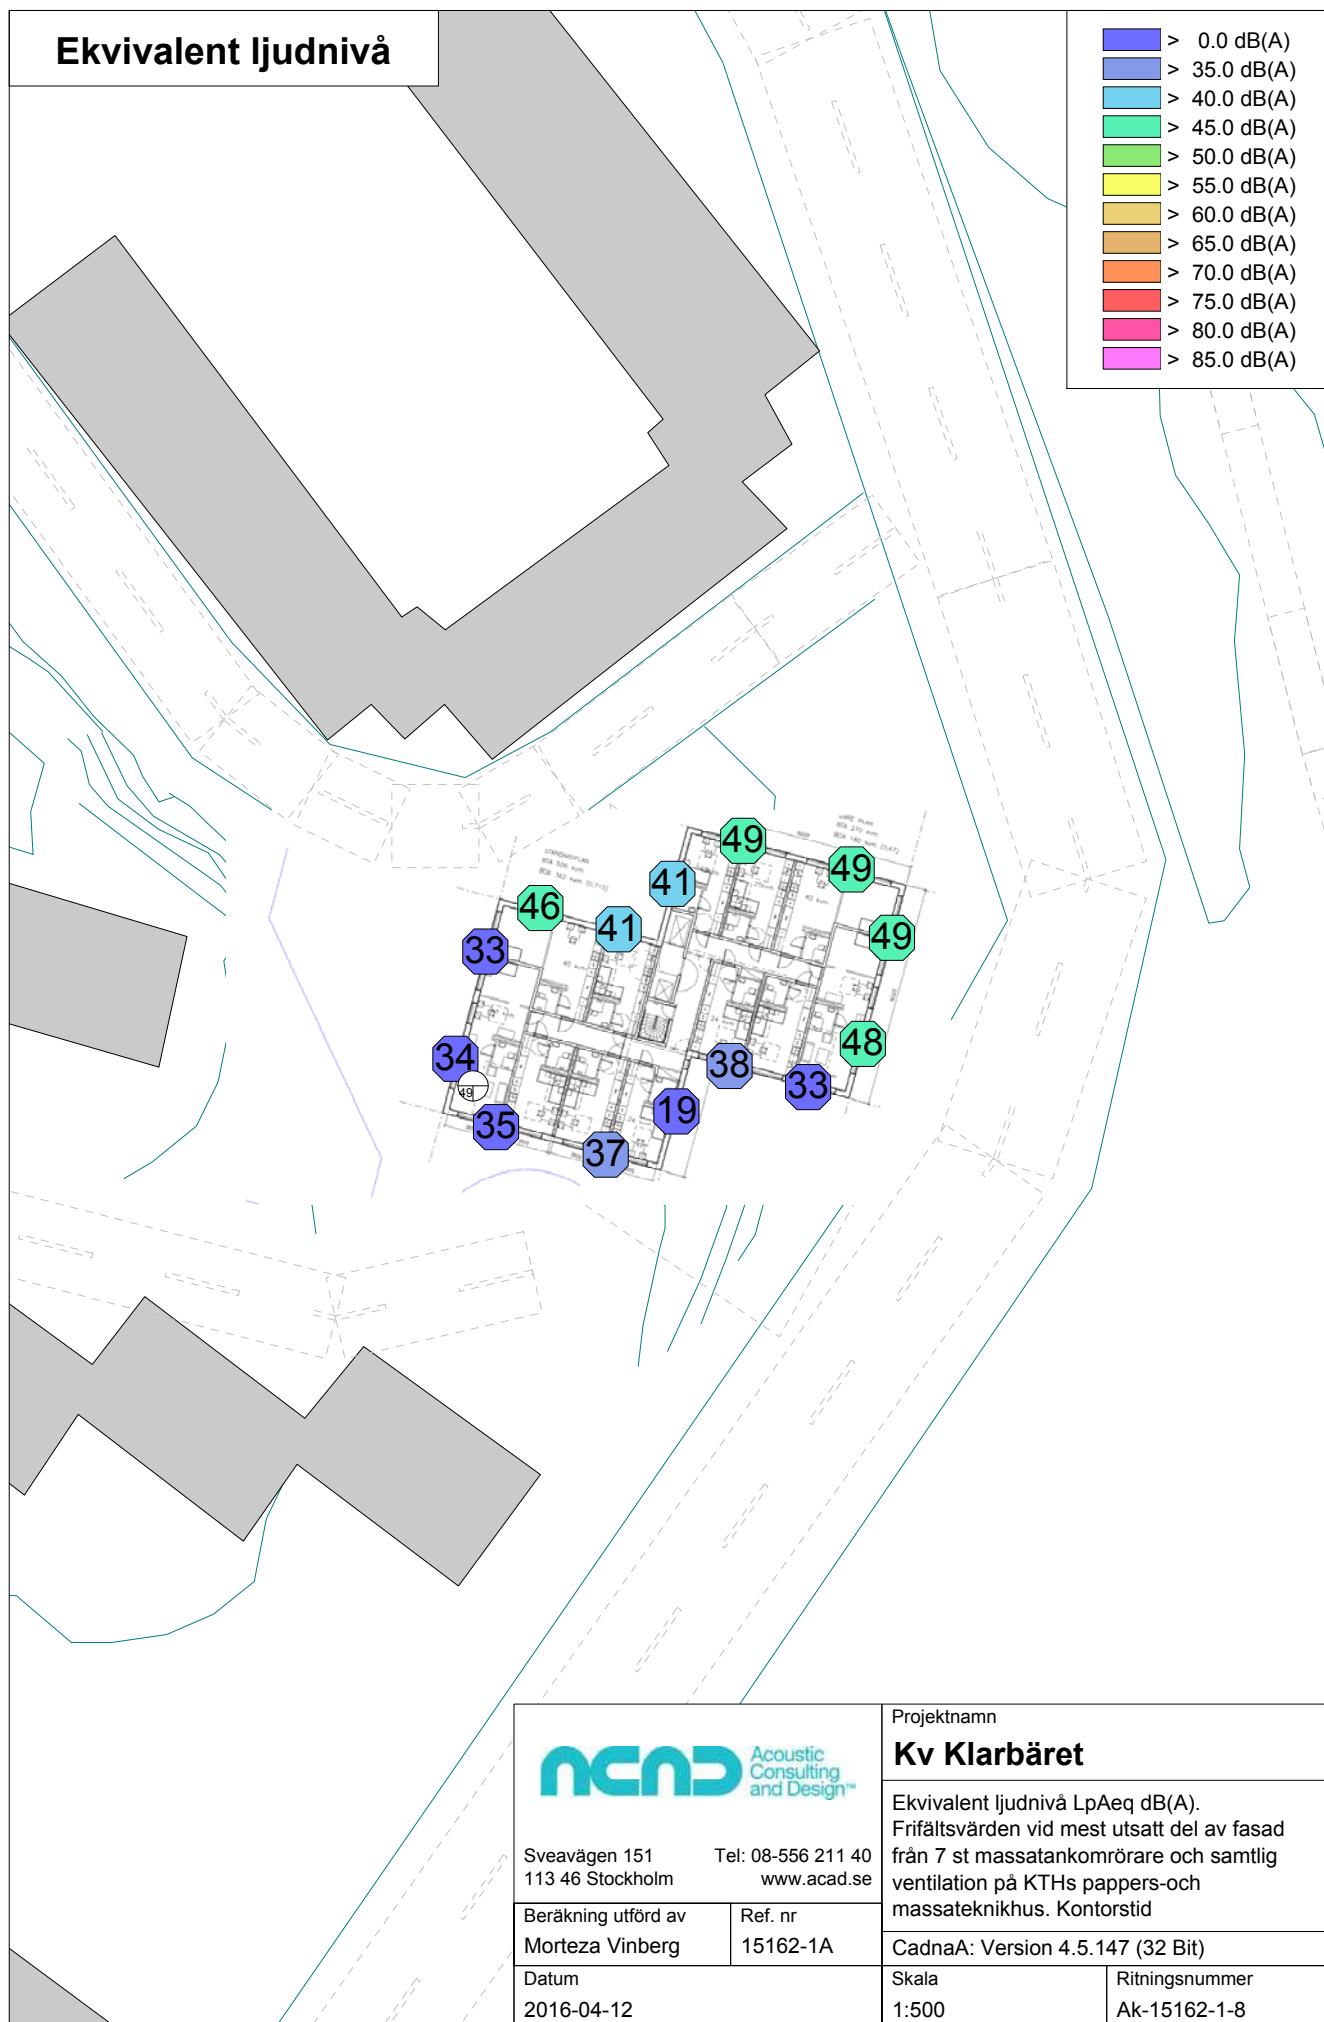 Ekvivalent ljudnivå
> 0.0 dB(A)
> 35.0 dB(A)
> 40.0 dB(A)
> 45.0 dB(A)
> 50.0 dB(A)
> 55.0 dB(A)
> 60.0 dB(A)
> 65.0 dB(A)
> 70.0 dB(A)
> 75.0 dB(A)
> 80.0 dB(A)
> 85.0 dB(A)
STANDARDPLAN
49
49
41
46
41
49
33
48
34
38
33
49
19
35
37
ACAD
Acoustic
Consulting
and Design™
Sveavägen 151
113 46 Stockholm
Tel: 08-556 211 40
www.acad.se
Beräkning utförd av
Morteza Vinberg
Ref. nr
15162-1A
Datum
2016-04-12
Projektnamn
Kv Klarbäret
Ekvivalent ljudnivå LpAeq dB(A).
Frifältsvärden vid mest utsatt del av fasad
från 7 st massatankomrörare och samtlig
ventilation på KTHs pappers-och
massateknikhus. Kontorstid
CadnaA: Version 4.5.147 (32 Bit)
Skala
1:500
Ritningsnummer
Ak-15162-1-8